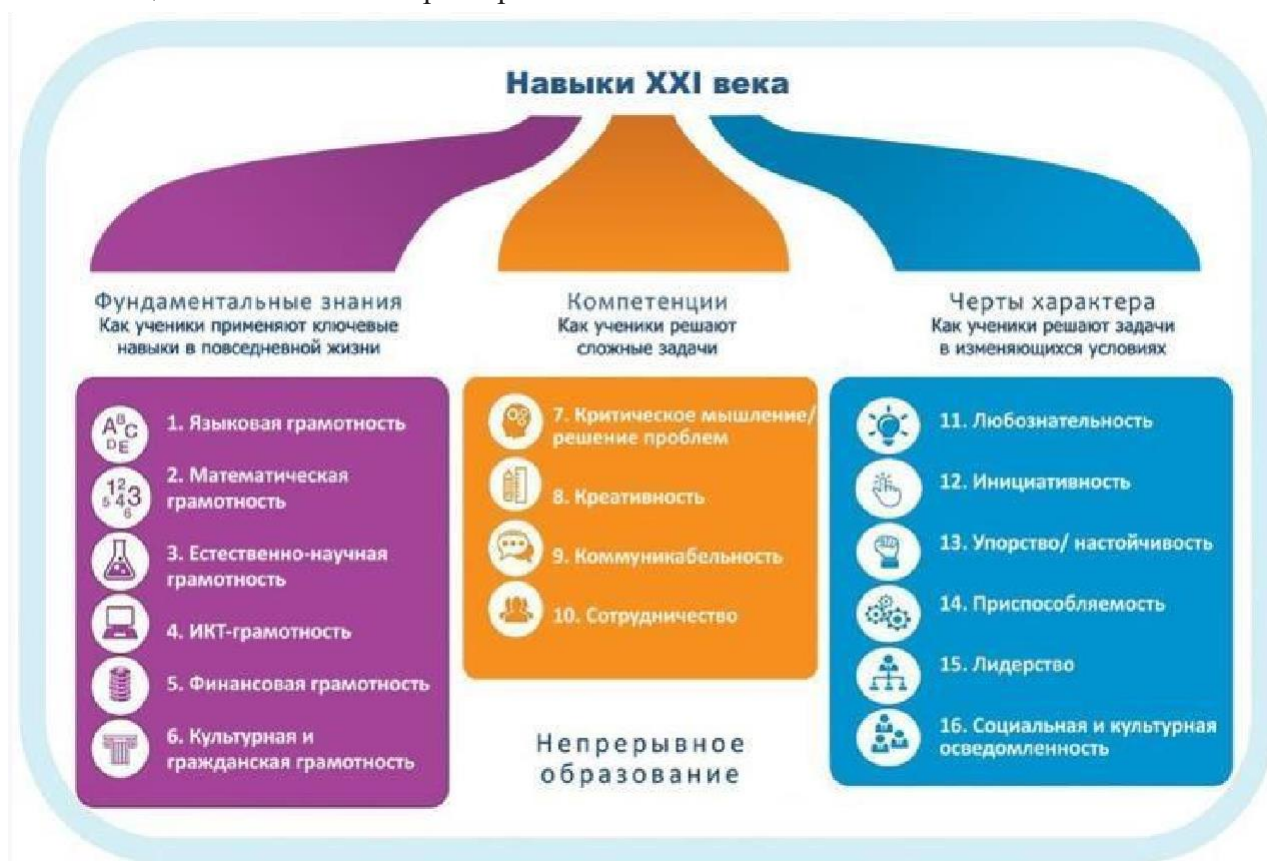 Навыки XXI века
Фундаментальные знания
Как ученики применяют ключевые
навыки в повседневной жизни
1. Языковая грамотность
2. Математическая
грамотность
3. Естественно-научная
грамотность
4. ИКТ-грамотность
5. Финансовая грамотность
6. Культурная и
гражданская грамотность
Компетенции
Как ученики решают
сложные задачи
7. Критическое мышление/
решение проблем
8. Креативность
9. Коммуникабельность
10. Сотрудничество
Непрерывное
образование
Черты характера
Как ученики решают задачи
в изменяющихся условиях
11. Любознательность
12. Инициативность
13. Упорство/ настойчивость
14. Приспособляемость
15. Лидерство
16. Социальная и культурная
осведомленность